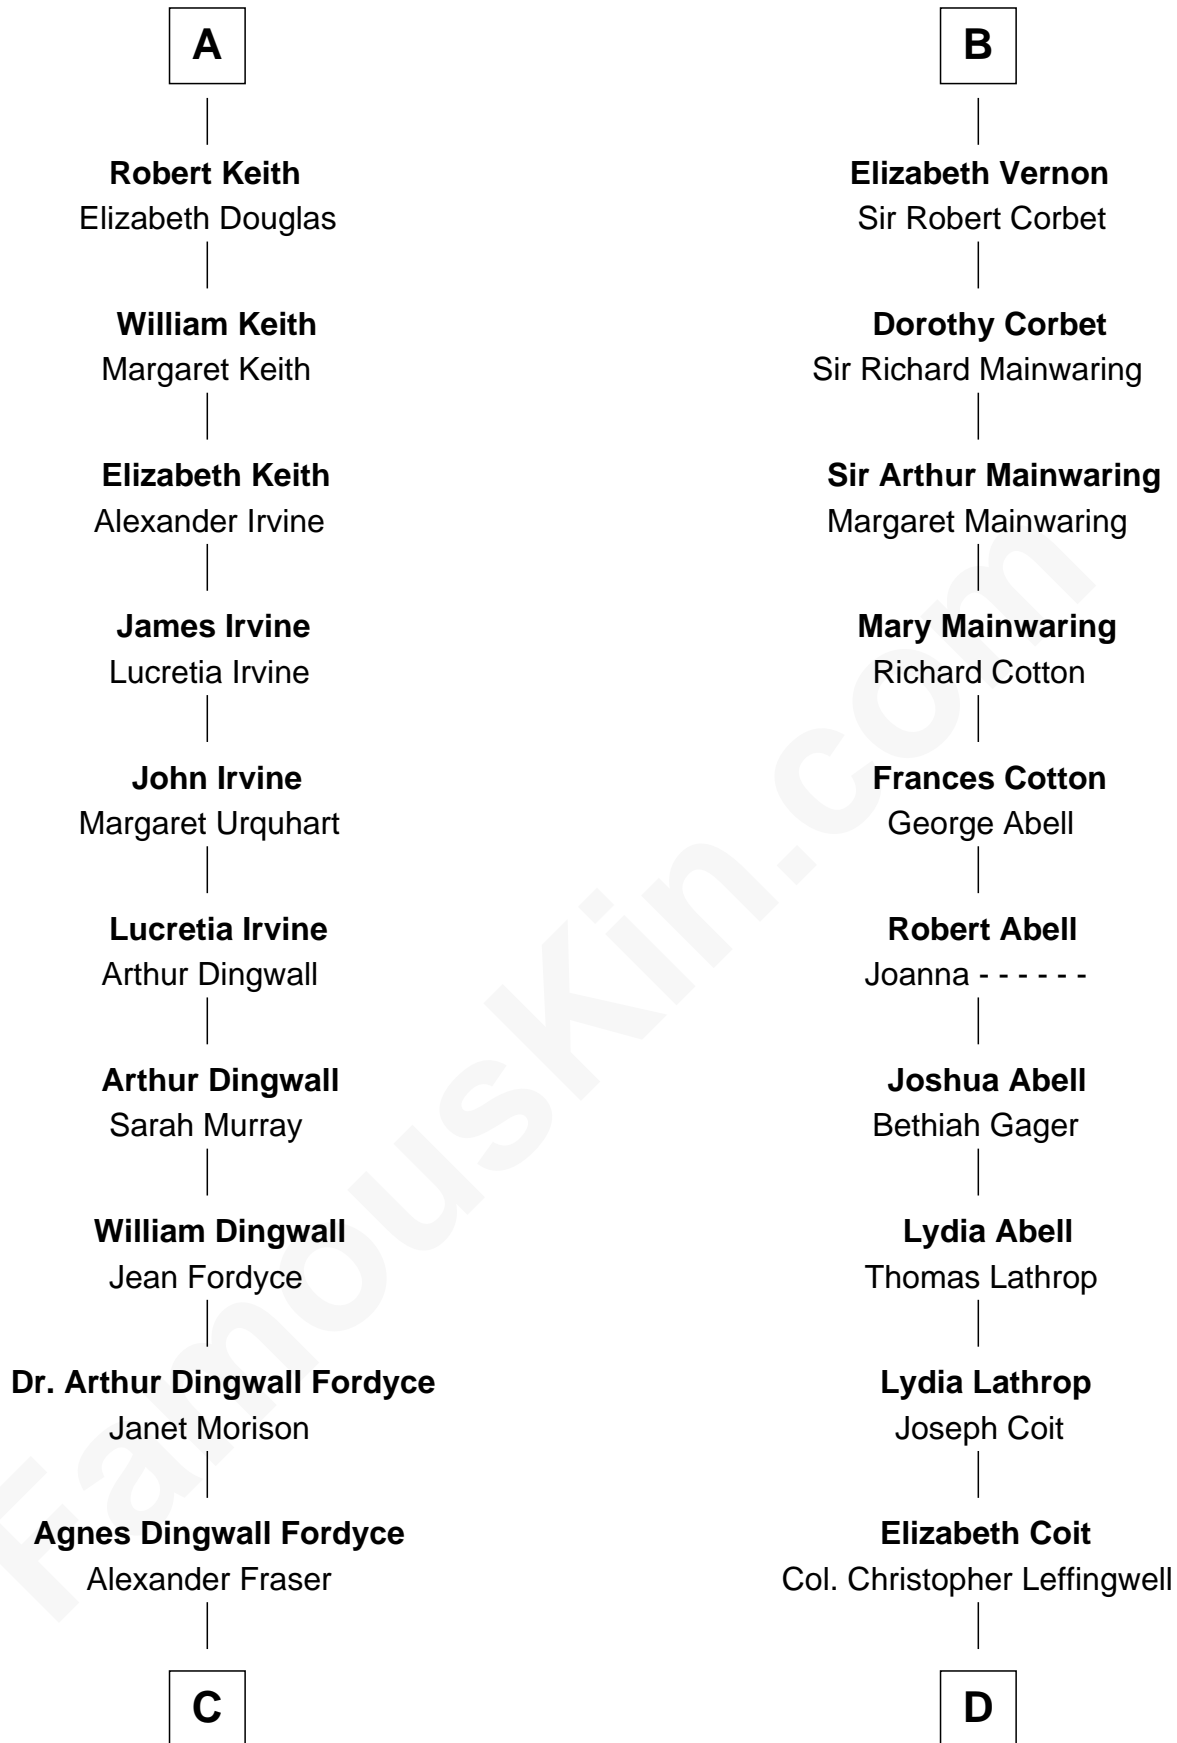 A
Robert Keith
Elizabeth Douglas
William Keith
Margaret Keith
Elizabeth Keith
Alexander Irvine
James Irvine
Lucretia Irvine
John Irvine
Margaret Urquhart
Lucretia Irvine
Arthur Dingwall
Arthur Dingwall
Sarah Murray
William Dingwall
Jean Fordyce
Dr. Arthur Dingwall Fordyce
Janet Morison
Agnes Dingwall Fordyce
Alexander Fraser
C
B
Elizabeth Vernon
Sir Robert Corbet
Dorothy Corbet
Sir Richard Mainwaring
Sir Arthur Mainwaring
Margaret Mainwaring
Mary Mainwaring
Richard Cotton
Frances Cotton
George Abell
Robert Abell
Joanna - - - - - -
Joshua Abell
Bethiah Gager
Lydia Abell
Thomas Lathrop
Lydia Lathrop
Joseph Coit
Elizabeth Coit
Col. Christopher Leffingwell
D
FamousKin.com